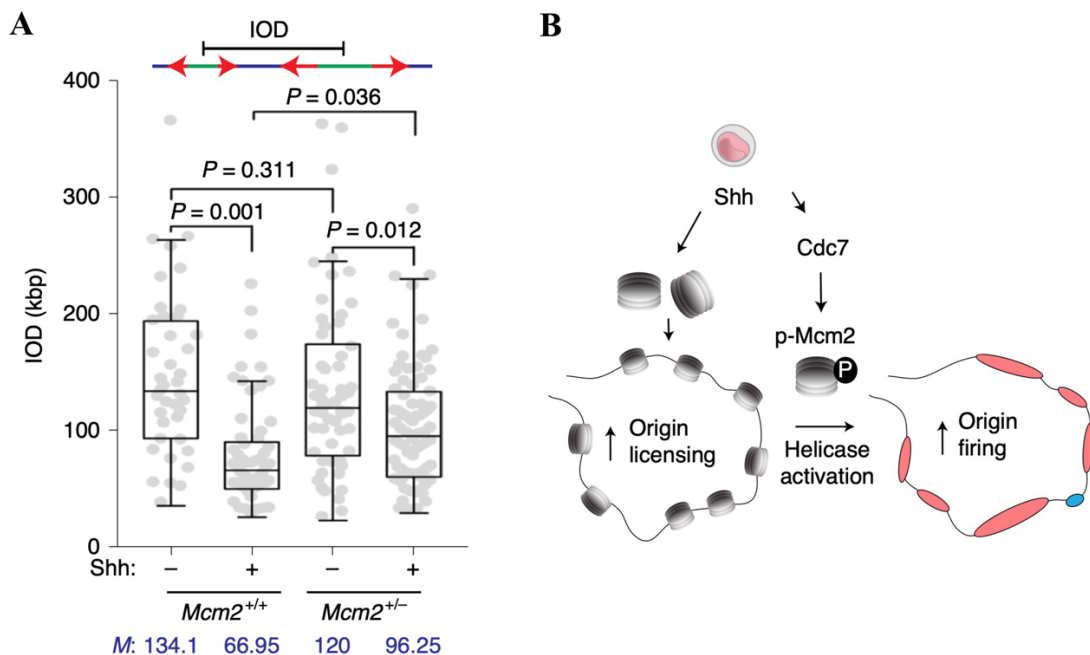 A
IOD
400
300
200
100
0
IOD (kbp)
P = 0.036
P = 0.311
P = 0.001
P = 0.012
Shh: – + – +
Mcm2+/+ Mcm2+/–
M: 134.1 66.95 120 96.25
B
Shh
Cdc7
p-Mcm2
P
Origin
licensing
Helicase
activation
Origin
firing